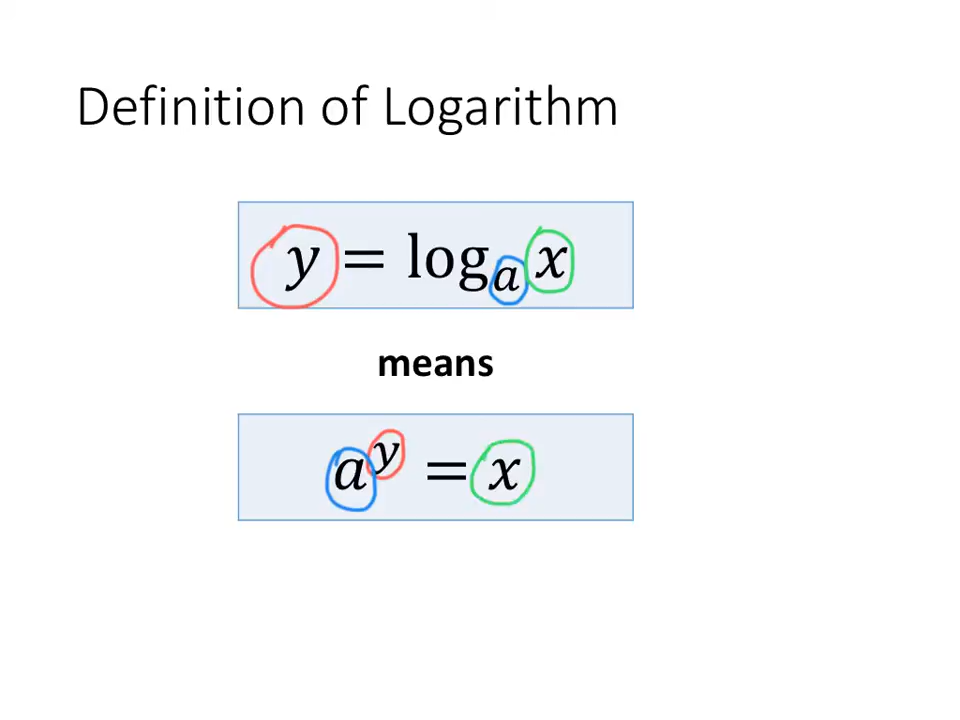 Definition of Logarithm
y = logₐ x
means
aʸ = x